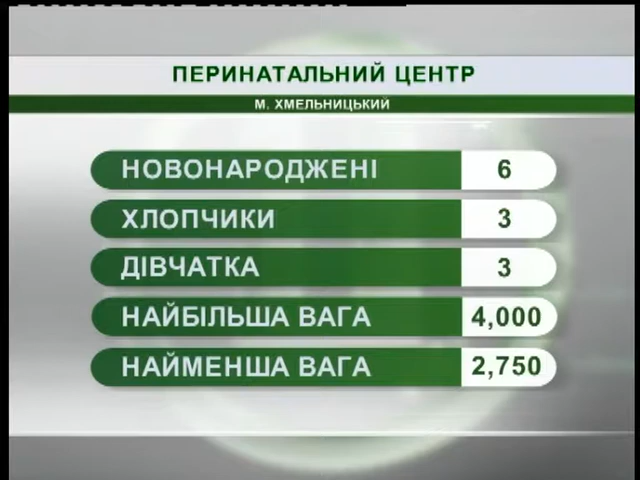 ПЕРИНАТАЛЬНИЙ ЦЕНТР
М. ХМЕЛЬНИЦЬКИЙ
НОВОНАРОДЖЕНІ 6
ХЛОПЧИКИ 3
ДІВЧАТКА 3
НАЙБІЛЬША ВАГА 4,000
НАЙМЕНША ВАГА 2,750